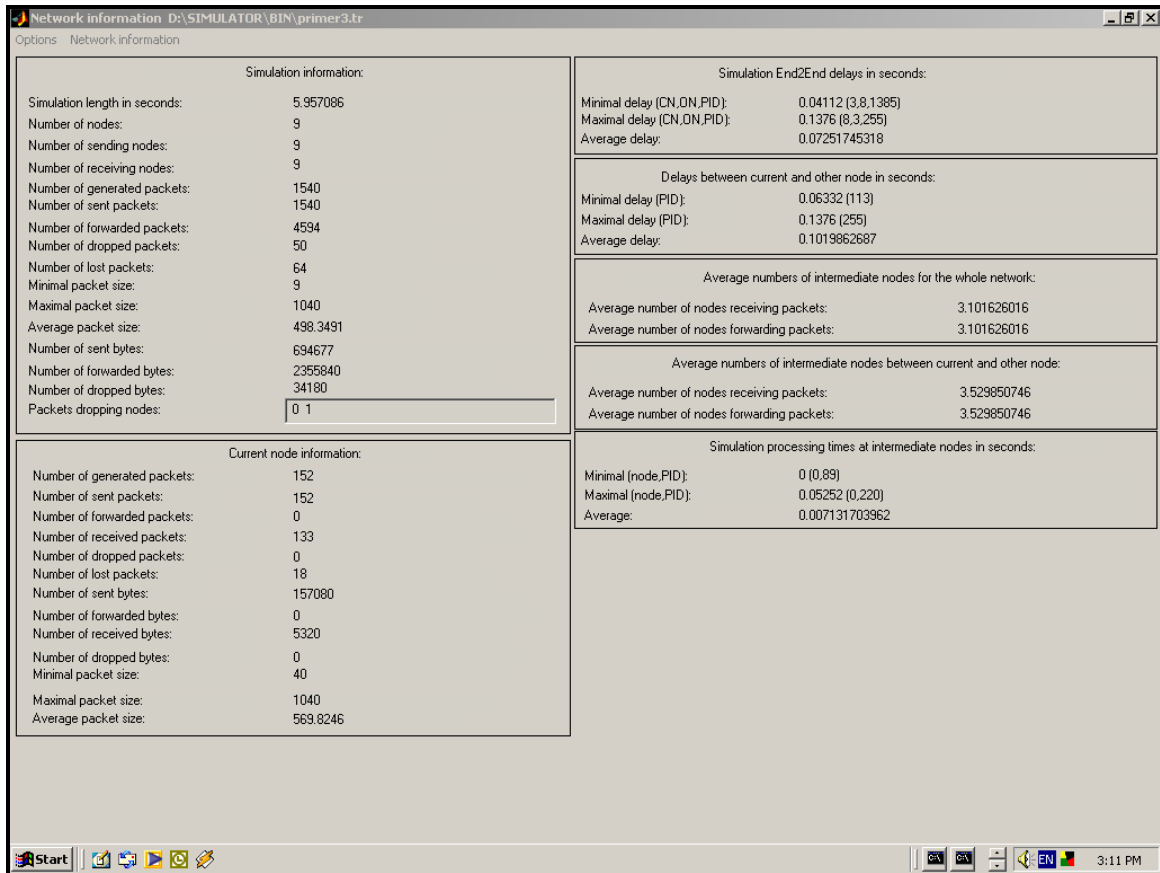 Network information D:\SIMULATOR\BIN\primer3.tr
Options Network information
Simulation information:
Simulation length in seconds: 5.957086
Number of nodes: 9
Number of sending nodes: 9
Number of receiving nodes: 9
Number of generated packets: 1540
Number of sent packets: 1540
Number of forwarded packets: 4594
Number of dropped packets: 50
Number of lost packets: 64
Minimal packet size: 9
Maximal packet size: 1040
Average packet size: 498.3491
Number of sent bytes: 694677
Number of forwarded bytes: 2355840
Number of dropped bytes: 34180
Packets dropping nodes: 0 1
Current node information:
Number of generated packets: 152
Number of sent packets: 152
Number of forwarded packets: 0
Number of received packets: 133
Number of dropped packets: 0
Number of lost packets: 18
Number of sent bytes: 157080
Number of forwarded bytes: 0
Number of received bytes: 5320
Number of dropped bytes: 0
Minimal packet size: 40
Maximal packet size: 1040
Average packet size: 569.8246
Simulation End2End delays in seconds:
Minimal delay (CN,ON,PID): 0.04112 (3,8,1385)
Maximal delay (CN,ON,PID): 0.1376 (8,3,255)
Average delay: 0.07251745318
Delays between current and other node in seconds:
Minimal delay (PID): 0.06332 (113)
Maximal delay (PID): 0.1376 (255)
Average delay: 0.1019862687
Average numbers of intermediate nodes for the whole network:
Average number of nodes receiving packets: 3.101626016
Average number of nodes forwarding packets: 3.101626016
Average numbers of intermediate nodes between current and other node:
Average number of nodes receiving packets: 3.529850746
Average number of nodes forwarding packets: 3.529850746
Simulation processing times at intermediate nodes in seconds:
Minimal (node,PID): 0 (0,89)
Maximal (node,PID): 0.05252 (0,220)
Average: 0.007131703962
Start
EN
3:11 PM